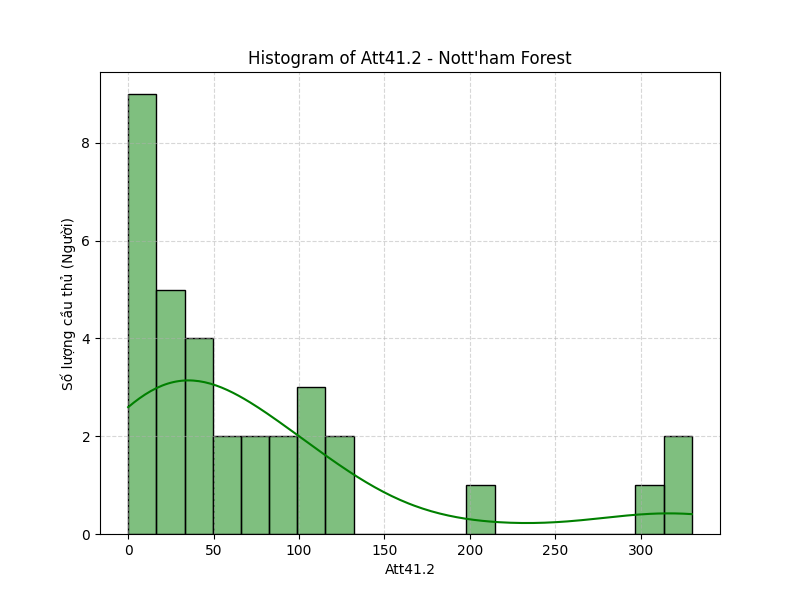 Histogram of Att41.2 - Nott'ham Forest
Số lượng cầu thủ (Người)
8
6
4
2
0
0 50 100 150 200 250 300
Att41.2